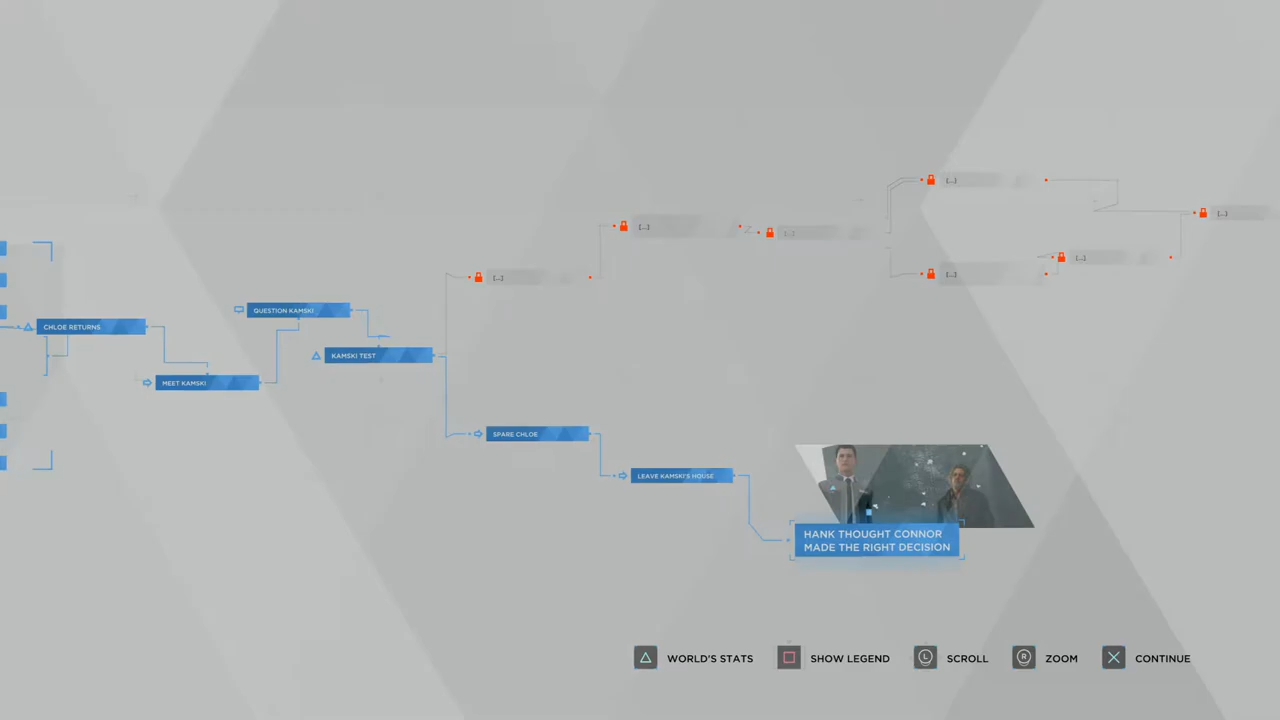 [...]
[...]
[...]
[...]
[...]
[...]
[...]
QUESTION KAMSKI
CHLOE RETURNS
KAMSKI TEST
MEET KAMSKI
SPARE CHLOE
LEAVE KAMSKI'S HOUSE
HANK THOUGHT CONNOR
MADE THE RIGHT DECISION
WORLD'S STATS
SHOW LEGEND
L
SCROLL
R
ZOOM
CONTINUE